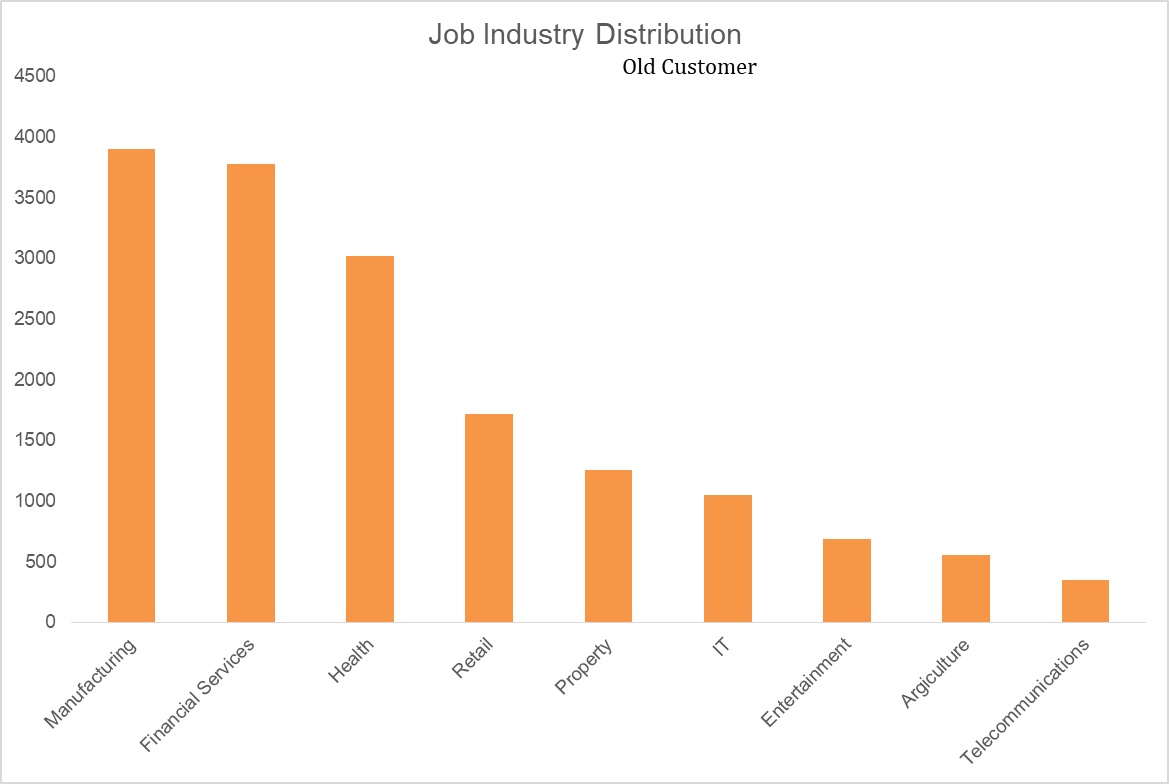 Job Industry Distribution
Old Customer
4500
4000
3500
3000
2500
2000
1500
1000
500
0
Manufacturing
Financial Services
Health
Retail
Property
IT
Entertainment
Argiculture
Telecommunications